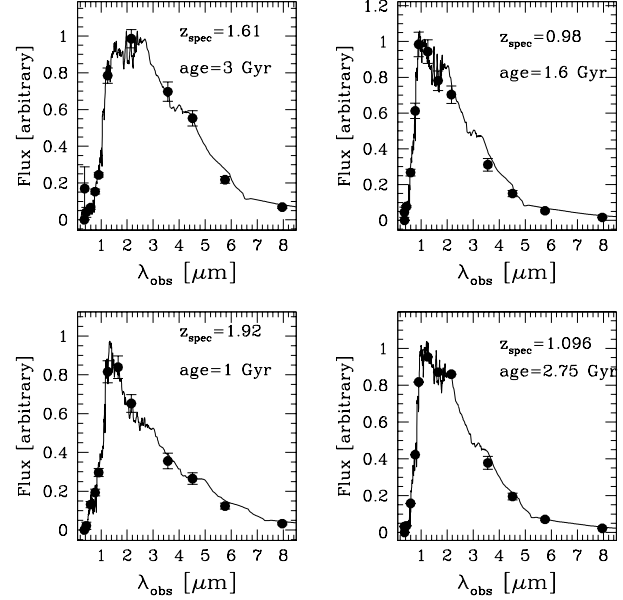 z_spec=1.61
age=3 Gyr
Flux [arbitrary]
1
0.8
0.6
0.4
0.2
0
1 2 3 4 5 6 7 8
λ_obs [μm]
z_spec=0.98
age=1.6 Gyr
Flux [arbitrary]
1.2
1
0.8
0.6
0.4
0.2
0
1 2 3 4 5 6 7 8
λ_obs [μm]
z_spec=1.92
age=1 Gyr
Flux [arbitrary]
1
0.8
0.6
0.4
0.2
0
1 2 3 4 5 6 7 8
λ_obs [μm]
z_spec=1.096
age=2.75 Gyr
Flux [arbitrary]
1
0.8
0.6
0.4
0.2
0
1 2 3 4 5 6 7 8
λ_obs [μm]